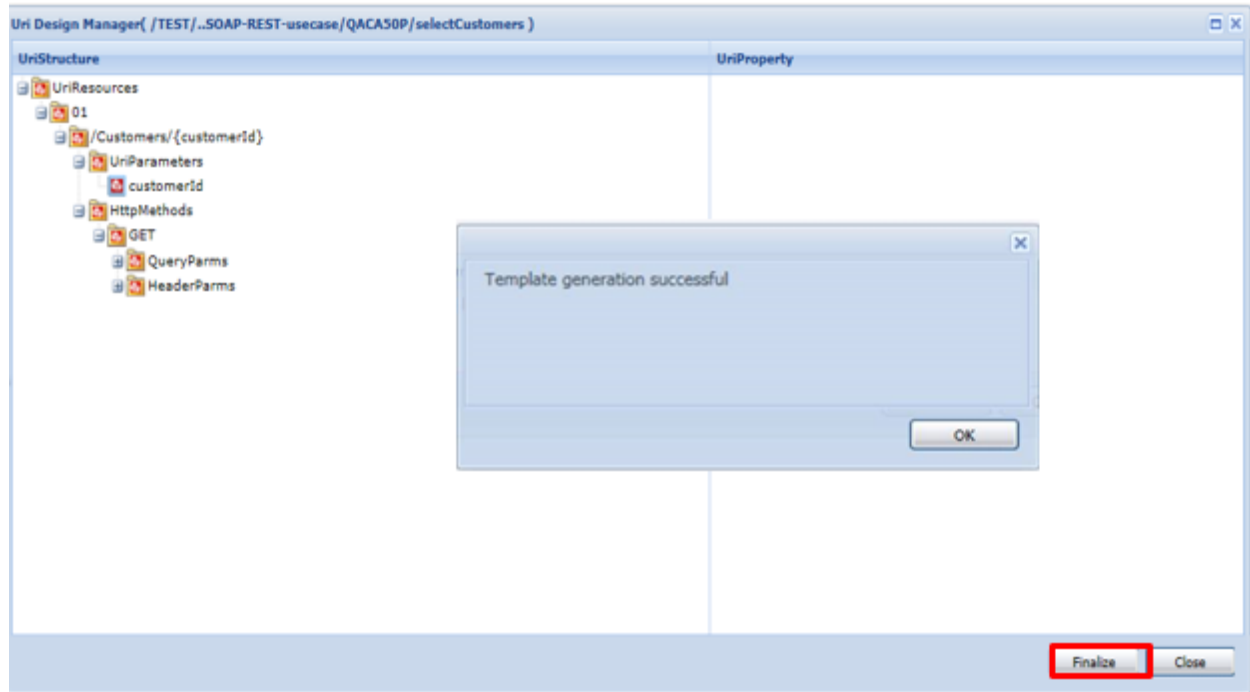 Uri Design Manager( /TEST/..SOAP-REST-usecase/QACA50P/selectCustomers )
UriStructure
UriProperty
UriResources
01
/Customers/{customerId}
UriParameters
customerId
HttpMethods
GET
QueryParms
HeaderParms
Template generation successful
OK
Finalize
Close